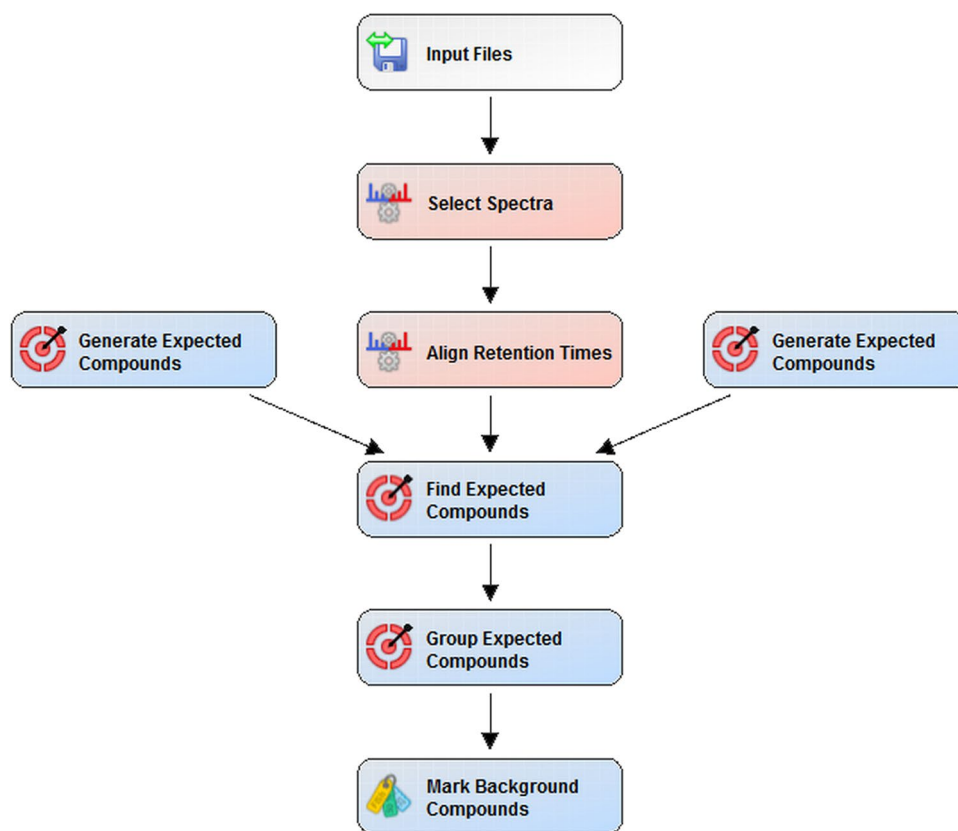 Input Files
Select Spectra
Generate Expected
Compounds
Align Retention Times
Generate Expected
Compounds
Find Expected
Compounds
Group Expected
Compounds
Mark Background
Compounds